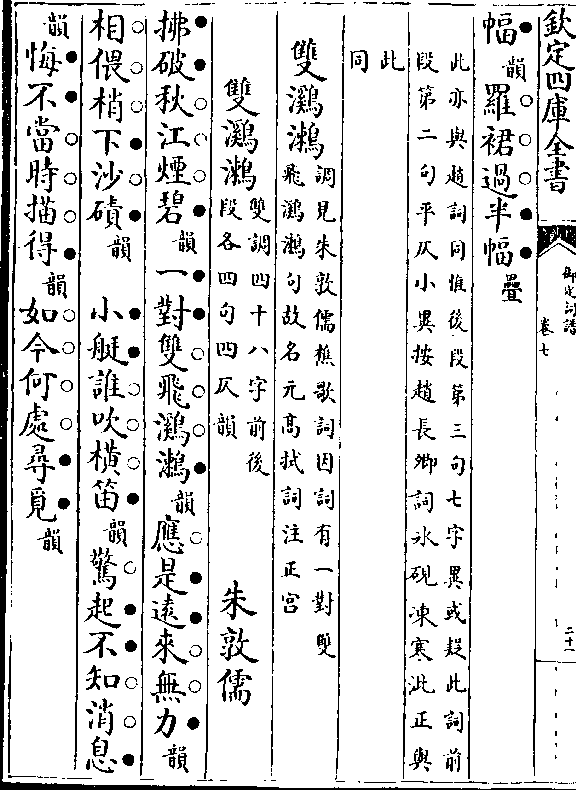 欽定四庫全書
御定詞譜
卷七
二十一
幅韻羅裙過半幅疊
此亦與趙詞同惟後段第三句七字異或疑此詞前
段第二句平仄小異按趙長卿詞氷硯凍寒此正與
此
同
雙鸂鶒調見朱敦儒樵歌詞因詞有一對雙
飛鸂鶒句故名元高拭詞注正宫
雙鸂鶒雙調四十八字前後
段各四句四仄韻
朱敦儒
拂破秋江煙碧韻一對雙飛鸂鶒韻應是遠來無力韻
相偎梢下沙磧韻 小艇誰吹橫笛韻驚起不知消息
韻悔不當時描得韻如今何處尋覓韻